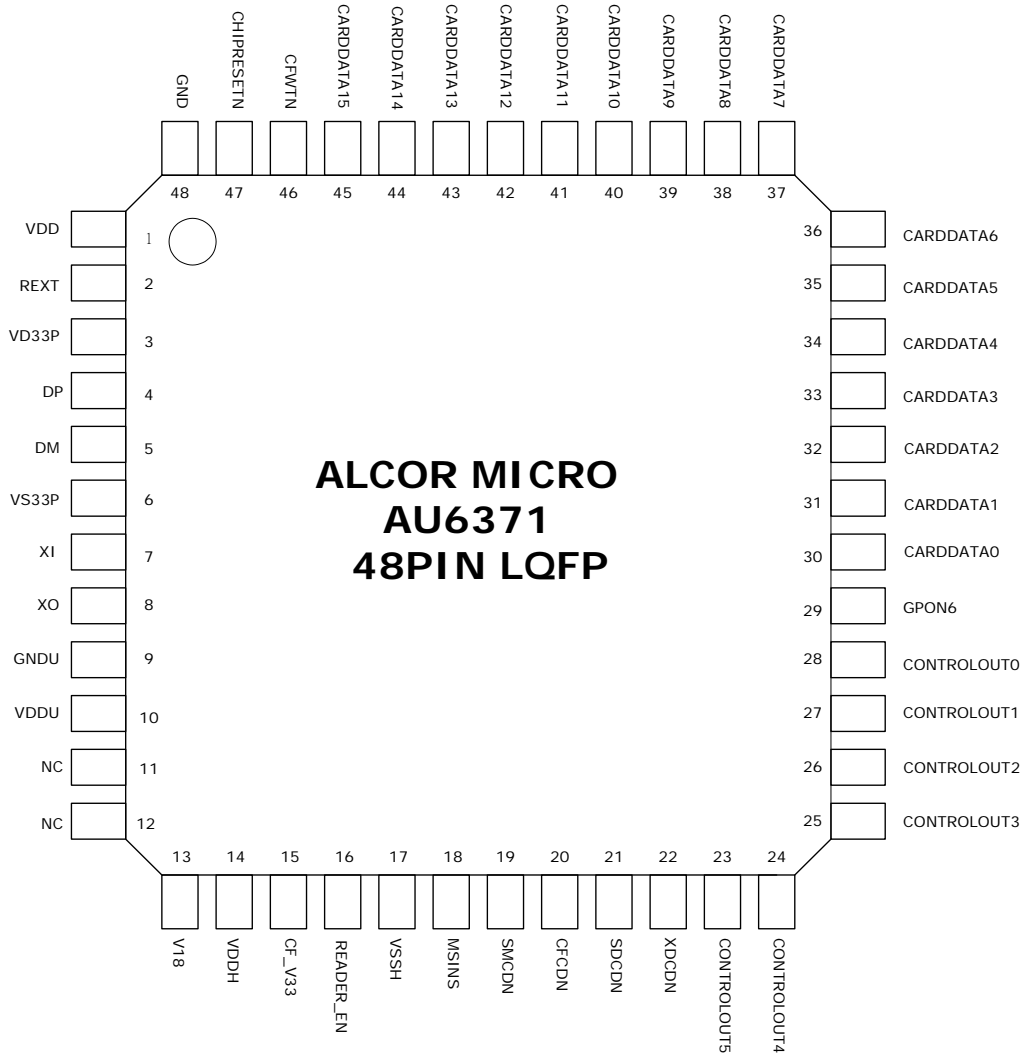 GND
CHIPRESETN
CFWTN
CARDDATA15
CARDDATA14
CARDDATA13
CARDDATA12
CARDDATA11
CARDDATA10
CARDDATA9
CARDDATA8
CARDDATA7
48
47
46
45
44
43
42
41
40
39
38
37
VDD
1
REXT
2
VD33P
3
DP
4
DM
5
VS33P
6
XI
7
XO
8
GNDU
9
VDDU
10
NC
11
NC
12
ALCOR MICRO
AU6371
48PIN LQFP
36
CARDDATA6
35
CARDDATA5
34
CARDDATA4
33
CARDDATA3
32
CARDDATA2
31
CARDDATA1
30
CARDDATA0
29
GPON6
28
CONTROLOUT0
27
CONTROLOUT1
26
CONTROLOUT2
25
CONTROLOUT3
13
14
15
16
17
18
19
20
21
22
23
24
V18
VDDH
CF_V33
READER_EN
VSSH
MSINS
SMCDN
CFCDN
SDCDN
XDCDN
CONTROLOUT5
CONTROLOUT4